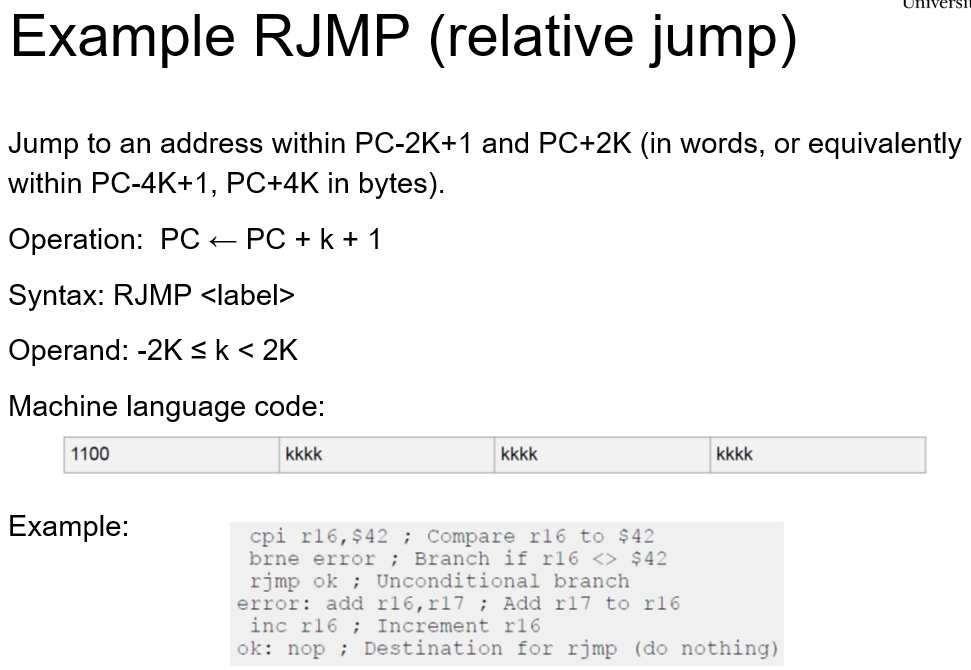 Example RJMP (relative jump)
Jump to an address within PC-2K+1 and PC+2K (in words, or equivalently
within PC-4K+1, PC+4K in bytes).
Operation:  PC ← PC + k + 1
Syntax: RJMP <label>
Operand: -2K ≤ k < 2K
Machine language code:
1100 kkkk kkkk kkkk
Example:
cpi r16,$42 ; Compare r16 to $42
brne error ; Branch if r16 <> $42
rjmp ok ; Unconditional branch
error: add r16,r17 ; Add r17 to r16
inc r16 ; Increment r16
ok: nop ; Destination for rjmp (do nothing)